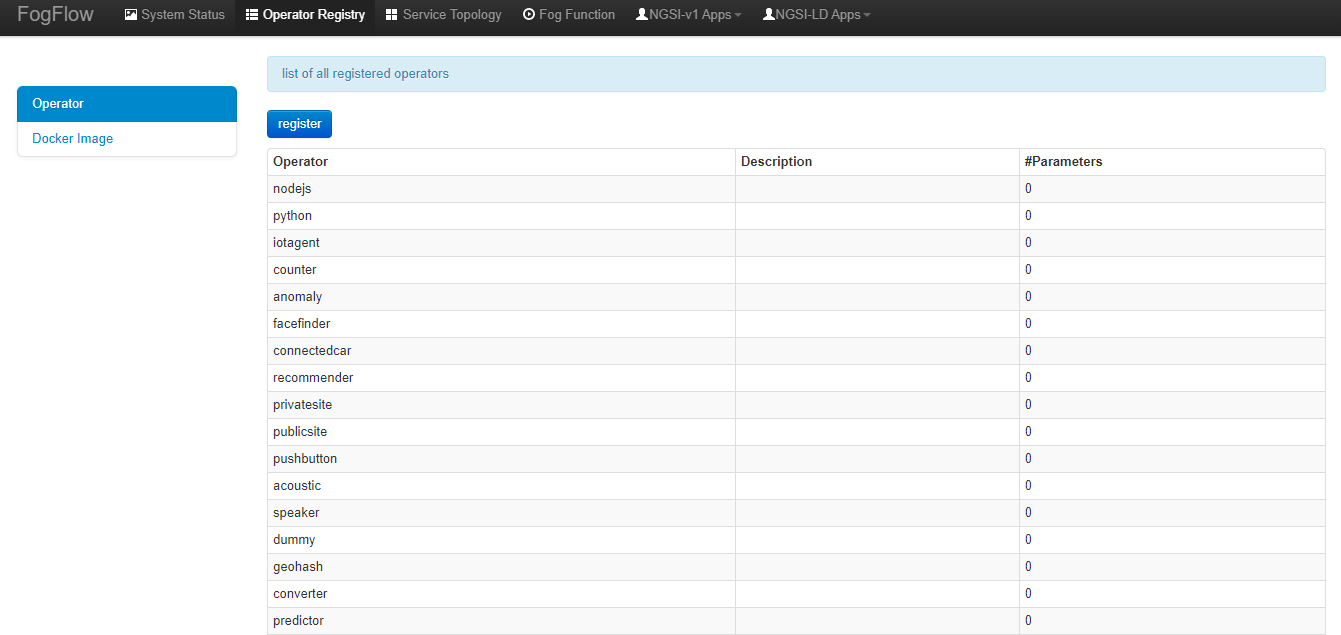 FogFlow System Status Operator Registry Service Topology Fog Function NGSI-v1 Apps NGSI-LD Apps
Operator
Docker Image
list of all registered operators
register
Operator Description #Parameters
nodejs 0
python 0
iotagent 0
counter 0
anomaly 0
facefinder 0
connectedcar 0
recommender 0
privatesite 0
publicsite 0
pushbutton 0
acoustic 0
speaker 0
dummy 0
geohash 0
converter 0
predictor 0